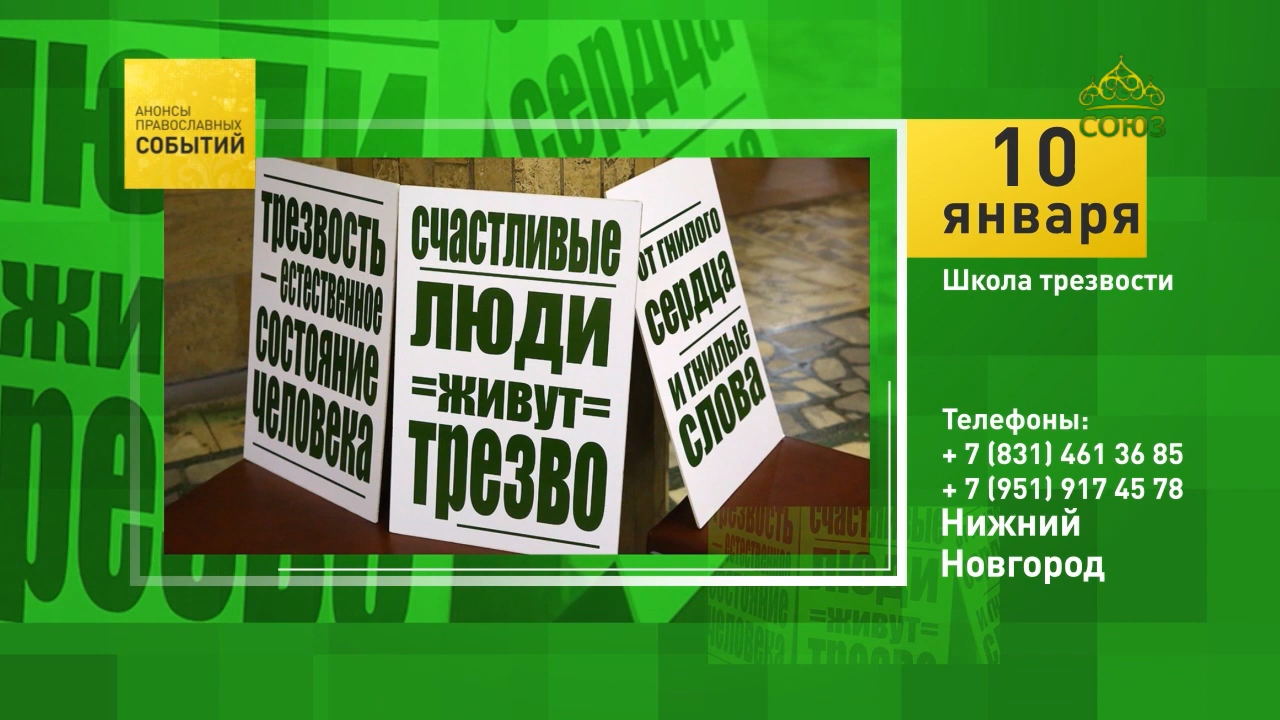 АНОНСЫ
ПРАВОСЛАВНЫХ
СОБЫТИЙ
СОЮЗ
10
января
Школа трезвости
Телефоны:
+ 7 (831) 461 36 85
+ 7 (951) 917 45 78
Нижний
Новгород
трезвость
– естественное
состояние
человека
счастливые
люди
=живут=
трезво
от гнилого
сердца
и гнилые
слова